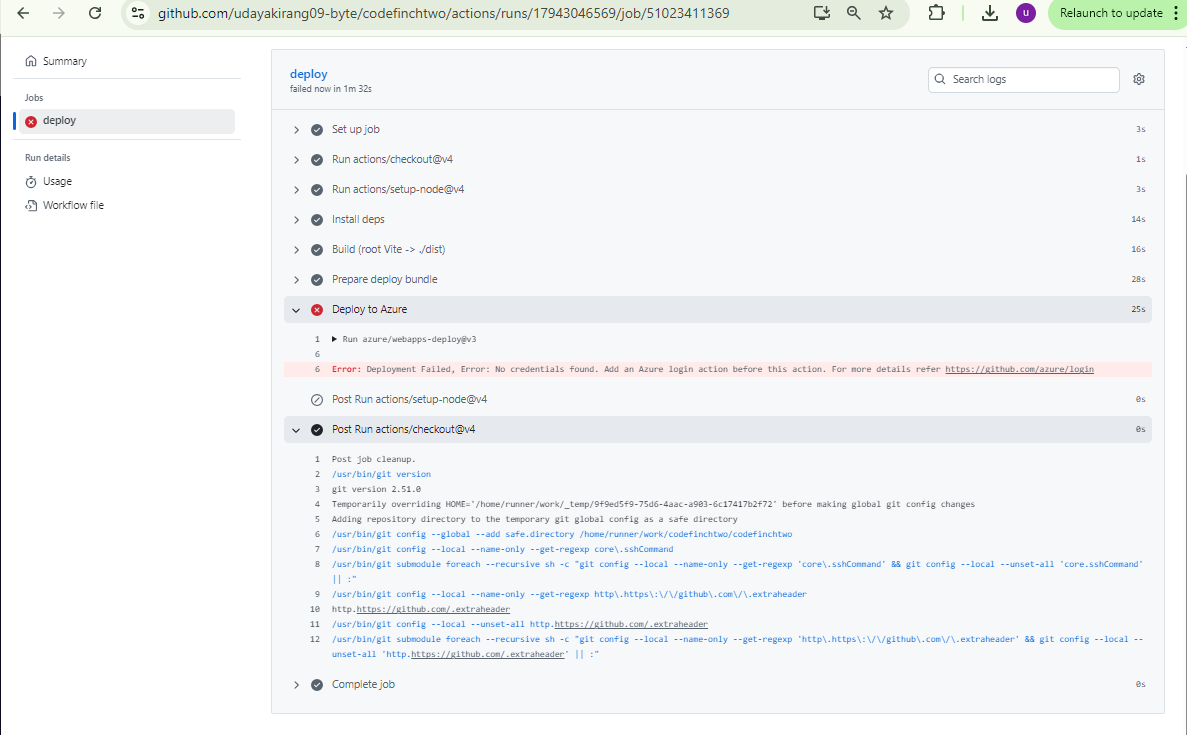 github.com/udayakirang09-byte/codefinchtwo/actions/runs/17943046569/job/51023411369
U
Relaunch to update
Summary
Jobs
deploy
Run details
Usage
Workflow file
deploy
failed now in 1m 32s
Search logs
Set up job 3s
Run actions/checkout@v4 1s
Run actions/setup-node@v4 3s
Install deps 14s
Build (root Vite -> ./dist) 16s
Prepare deploy bundle 28s
Deploy to Azure 25s
1 Run azure/webapps-deploy@v3
6
6 Error: Deployment Failed, Error: No credentials found. Add an Azure login action before this action. For more details refer https://github.com/azure/login
Post Run actions/setup-node@v4 0s
Post Run actions/checkout@v4 0s
1 Post job cleanup.
2 /usr/bin/git version
3 git version 2.51.0
4 Temporarily overriding HOME='/home/runner/work/_temp/9f9ed5f9-75d6-4aac-a903-6c17417b2f72' before making global git config changes
5 Adding repository directory to the temporary git global config as a safe directory
6 /usr/bin/git config --global --add safe.directory /home/runner/work/codefinchtwo/codefinchtwo
7 /usr/bin/git config --local --name-only --get-regexp core\.sshCommand
8 /usr/bin/git submodule foreach --recursive sh -c "git config --local --name-only --get-regexp 'core\.sshCommand' && git config --local --unset-all 'core.sshCommand'
|| :"
9 /usr/bin/git config --local --name-only --get-regexp http\.https\:\/\/github\.com\/\.extraheader
10 http.https://github.com/.extraheader
11 /usr/bin/git config --local --unset-all http.https://github.com/.extraheader
12 /usr/bin/git submodule foreach --recursive sh -c "git config --local --name-only --get-regexp 'http\.https\:\/\/github\.com\/\.extraheader' && git config --local --
unset-all 'http.https://github.com/.extraheader' || :"
Complete job 0s